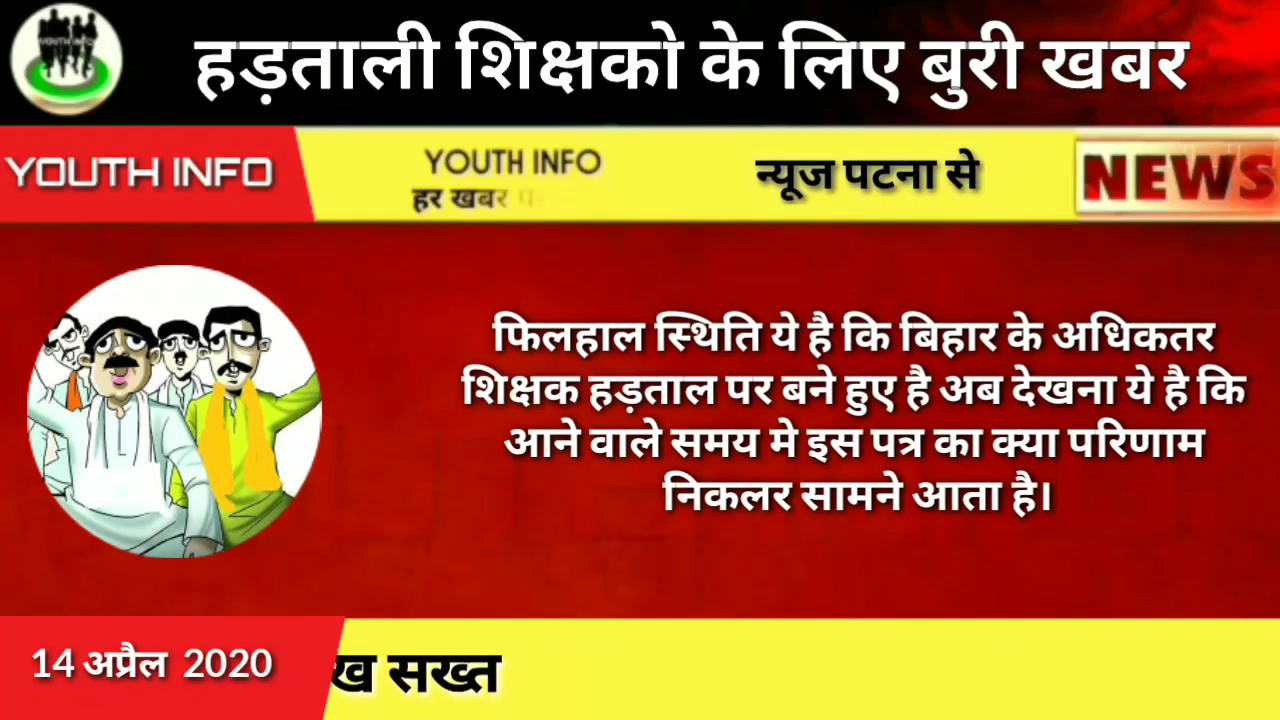 हड़ताली शिक्षको के लिए बुरी खबर
YOUTH INFO
YOUTH INFO
हर खबर
न्यूज पटना से
NEWS
फिलहाल स्थिति ये है कि बिहार के अधिकतर
शिक्षक हड़ताल पर बने हुए है अब देखना ये है कि
आने वाले समय मे इस पत्र का क्या परिणाम
निकलर सामने आता है।
14 अप्रैल 2020
ख सख्त